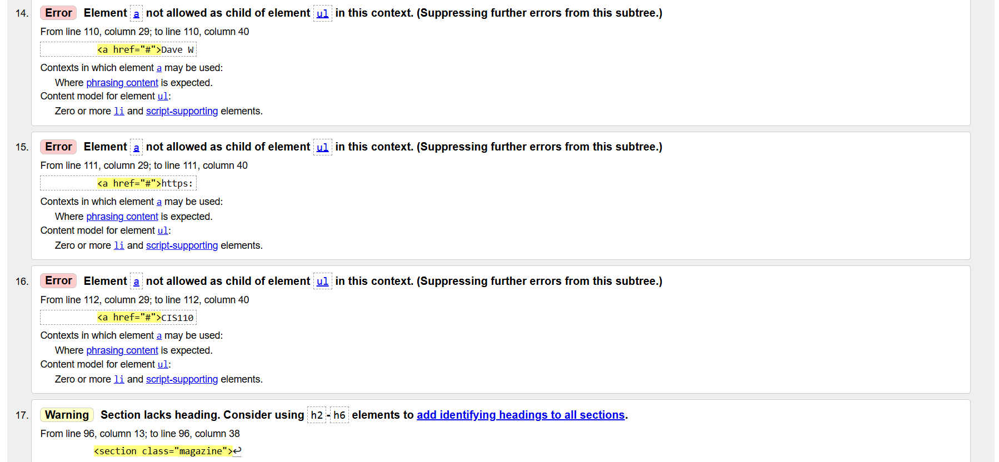 14. Error Element a not allowed as child of element ul in this context. (Suppressing further errors from this subtree.)
From line 110, column 29; to line 110, column 40
<a href="#">Dave W
Contexts in which element a may be used:
Where phrasing content is expected.
Content model for element ul:
Zero or more li and script-supporting elements.
15. Error Element a not allowed as child of element ul in this context. (Suppressing further errors from this subtree.)
From line 111, column 29; to line 111, column 40
<a href="#">https:
Contexts in which element a may be used:
Where phrasing content is expected.
Content model for element ul:
Zero or more li and script-supporting elements.
16. Error Element a not allowed as child of element ul in this context. (Suppressing further errors from this subtree.)
From line 112, column 29; to line 112, column 40
<a href="#">CIS110
Contexts in which element a may be used:
Where phrasing content is expected.
Content model for element ul:
Zero or more li and script-supporting elements.
17. Warning Section lacks heading. Consider using h2-h6 elements to add identifying headings to all sections.
From line 96, column 13; to line 96, column 38
<section class="magazine">↩